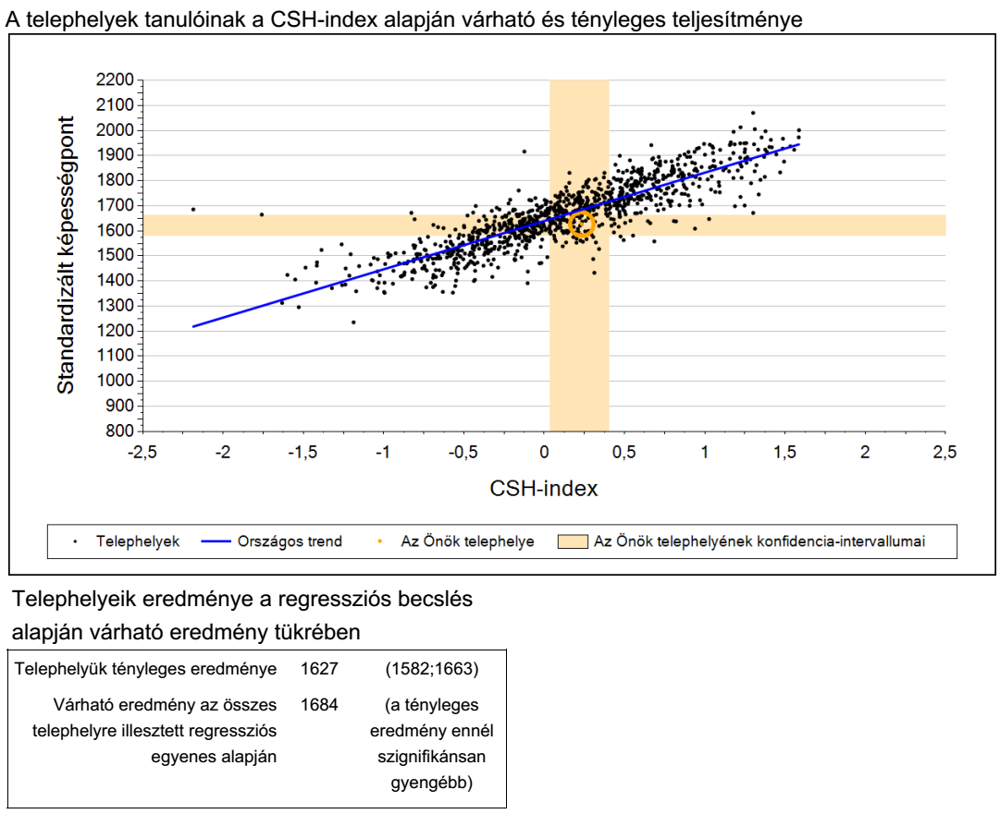 A telephelyek tanulóinak a CSH-index alapján várható és tényleges teljesítménye
Standardizált képességpont
2200
2100
2000
1900
1800
1700
1600
1500
1400
1300
1200
1100
1000
900
800
-2,5 -2 -1,5 -1 -0,5 0 0,5 1 1,5 2 2,5
CSH-index
Telephelyek Országos trend Az Önök telephelye Az Önök telephelyének konfidencia-intervallumai
Telephelyeik eredménye a regressziós becslés
alapján várható eredmény tükrében
Telephelyük tényleges eredménye 1627 (1582;1663)
Várható eredmény az összes 1684 (a tényleges
telephelyre illesztett regressziós eredmény ennél
egyenes alapján szignifikánsan
gyengébb)